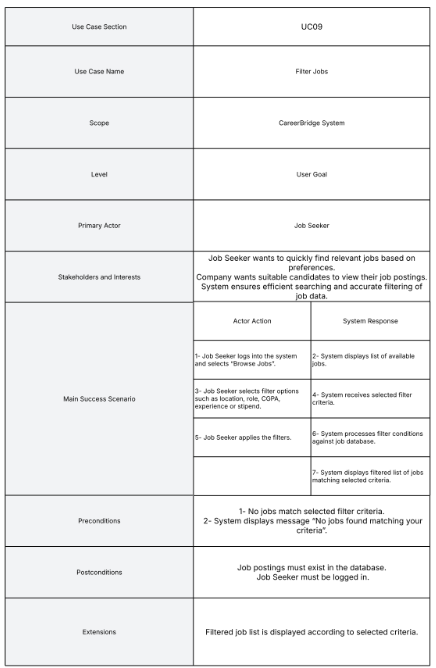 Use Case Section
UC09
Use Case Name
Filter Jobs
Scope
CareerBridge System
Level
User Goal
Primary Actor
Job Seeker
Stakeholders and Interests
Job Seeker wants to quickly find relevant jobs based on
preferences.
Company wants suitable candidates to view their job postings.
System ensures efficient searching and accurate filtering of
job data.
Main Success Scenario
Actor Action
System Response
1- Job Seeker logs into the system
and selects "Browse Jobs".
2- System displays list of available
jobs.
3- Job Seeker selects filter options
such as location, role, CGPA,
experience or stipend.
4- System receives selected filter
criteria.
5- Job Seeker applies the filters.
6- System processes filter conditions
against job database.
7- System displays filtered list of jobs
matching selected criteria.
Preconditions
1- No jobs match selected filter criteria.
2- System displays message "No jobs found matching your
criteria".
Postconditions
Job postings must exist in the database.
Job Seeker must be logged in.
Extensions
Filtered job list is displayed according to selected criteria.